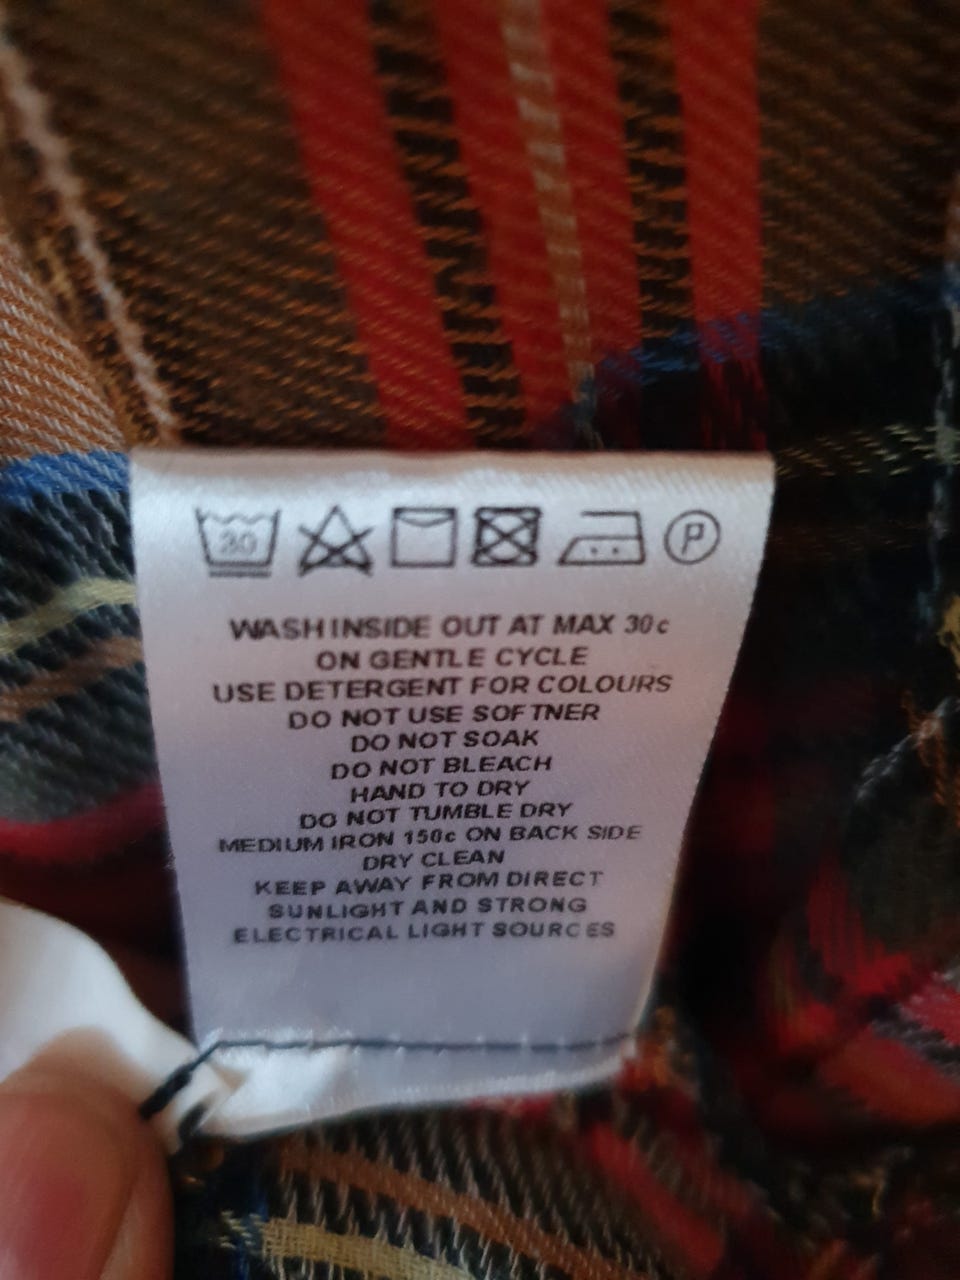 30
P
WASH INSIDE OUT AT MAX 30c
ON GENTLE CYCLE
USE DETERGENT FOR COLOURS
DO NOT USE SOFTNER
DO NOT SOAK
DO NOT BLEACH
HAND TO DRY
DO NOT TUMBLE DRY
MEDIUM IRON 150c ON BACK SIDE
DRY CLEAN
KEEP AWAY FROM DIRECT
SUNLIGHT AND STRONG
ELECTRICAL LIGHT SOURCES